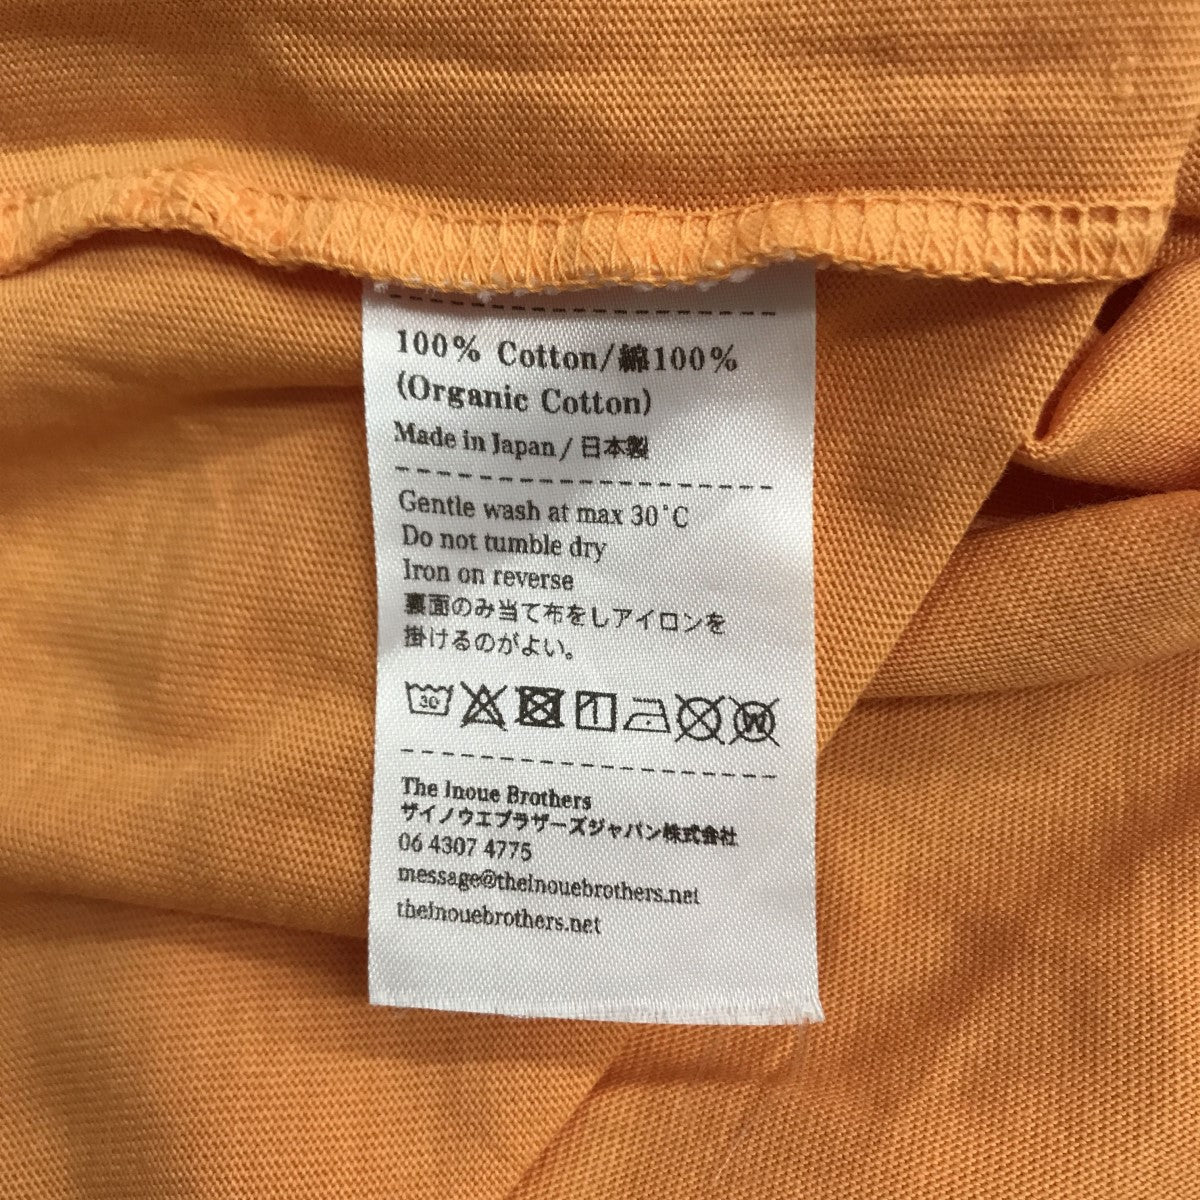 100% Cotton/綿100%
(Organic Cotton)
Made in Japan / 日本製
Gentle wash at max 30°C
Do not tumble dry
Iron on reverse
裏面のみ当て布をしアイロンを
掛けるのがよい。
30 W
The Inoue Brothers
ザイノウエブラザーズジャパン株式会社
06 4307 4775
message@theinouebrothers.net
theinouebrothers.net